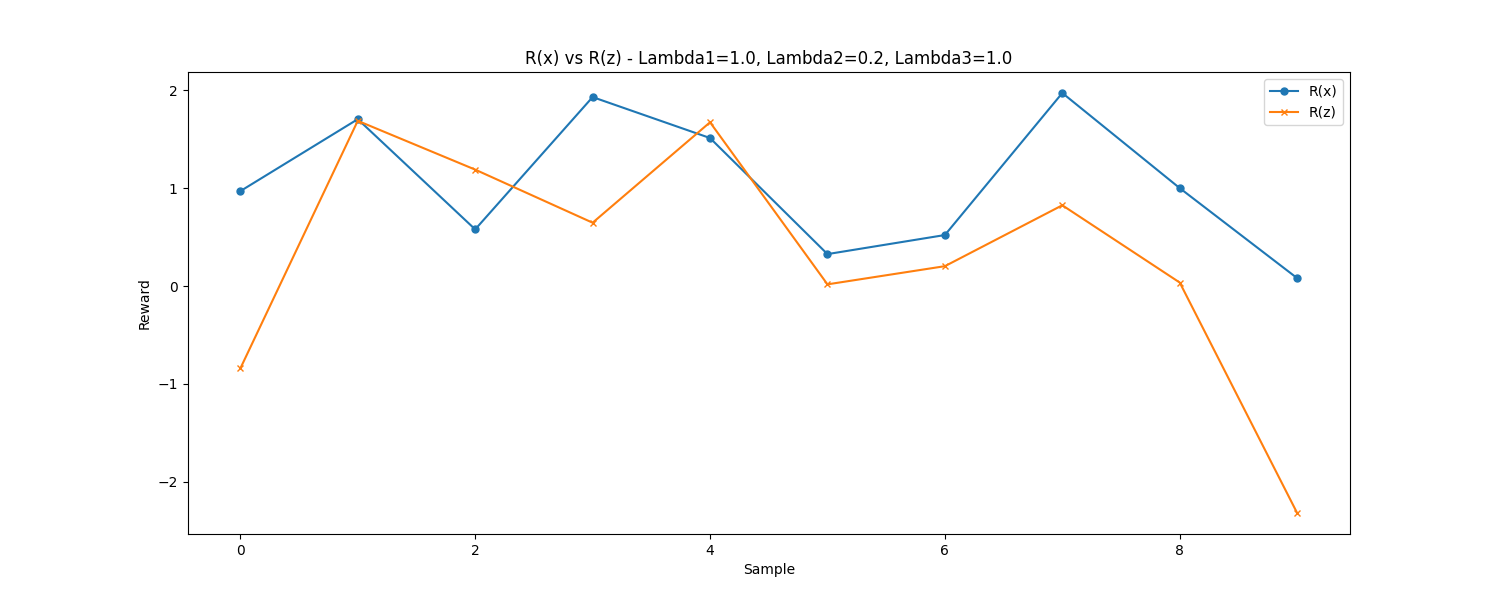 R(x) vs R(z) - Lambda1=1.0, Lambda2=0.2, Lambda3=1.0
R(x)
R(z)
2
1
0
−1
−2
Reward
0
2
4
6
8
Sample